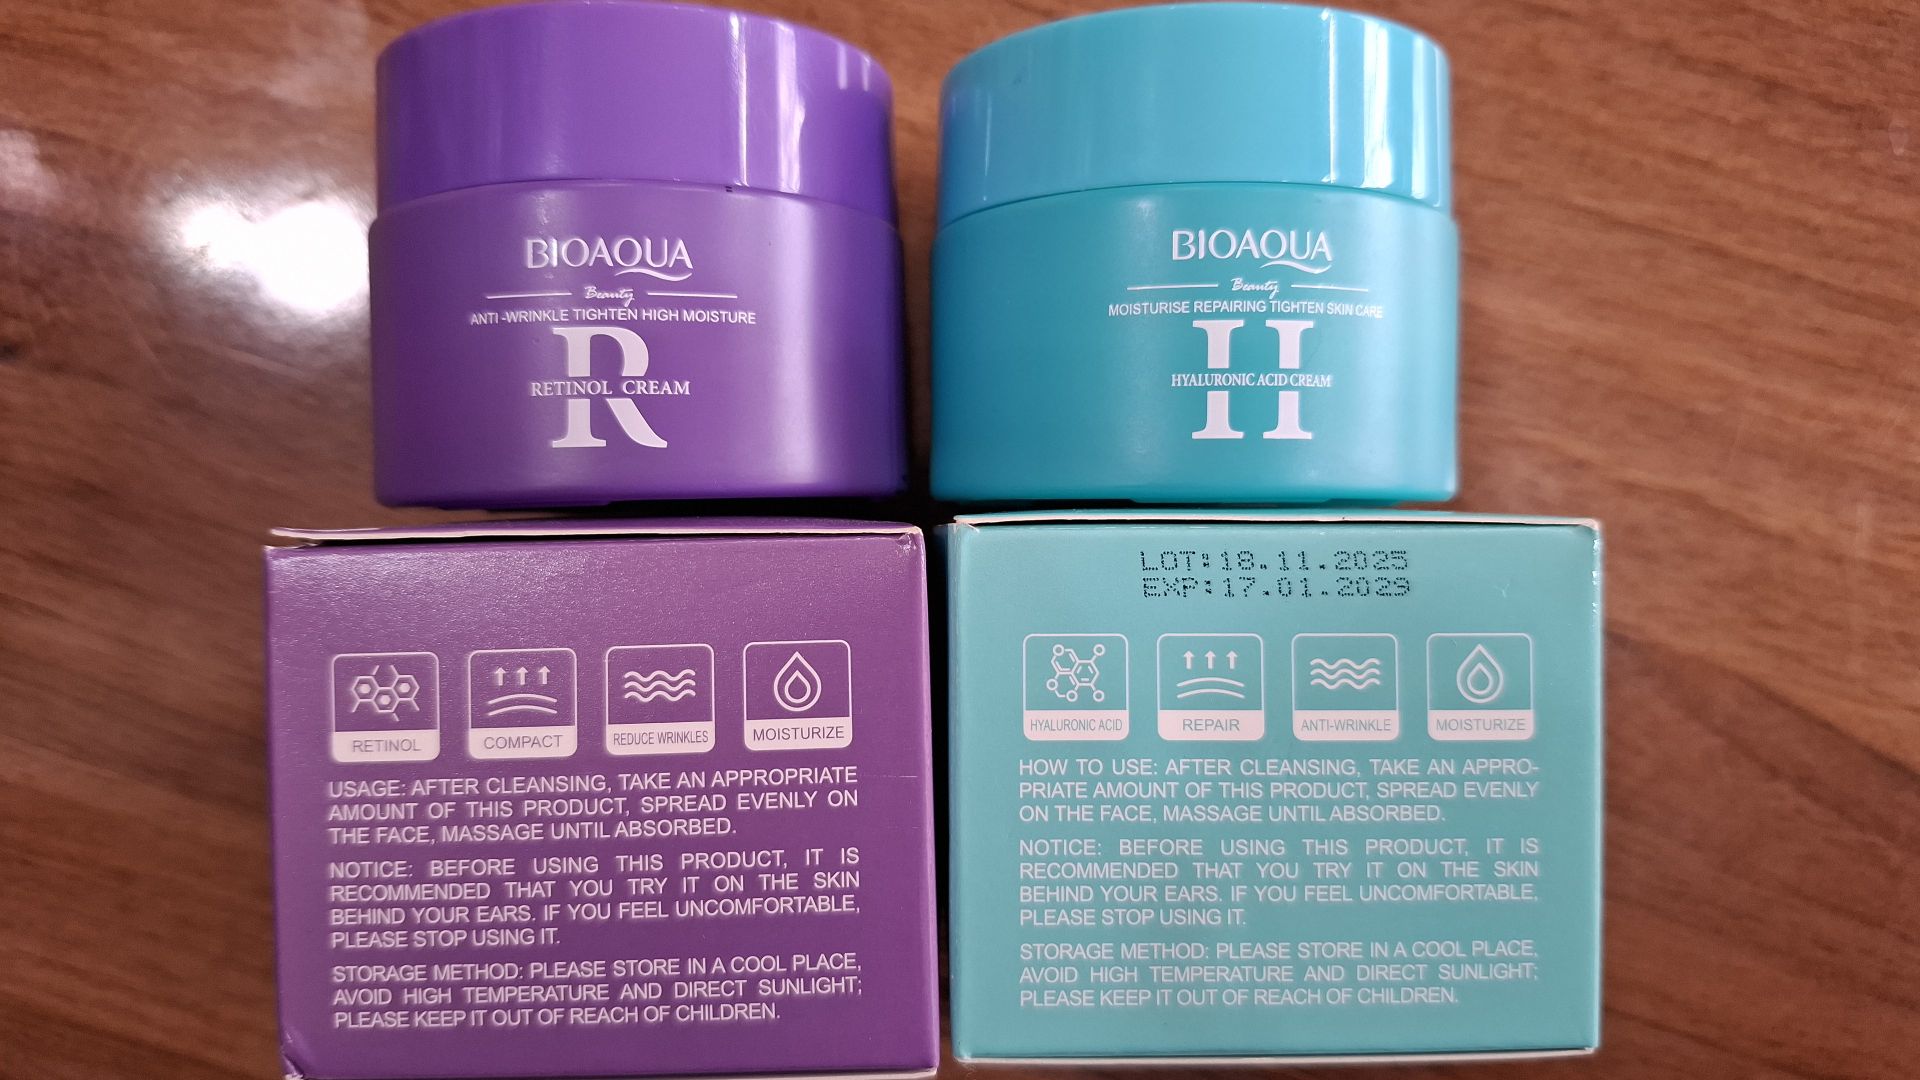 BIOAQUA
Beauty
ANTI-WRINKLE TIGHTEN HIGH MOISTURE
R
RETINOL CREAM
BIOAQUA
Beauty
MOISTURISE REPAIRING TIGHTEN SKIN CARE
H
HYALURONIC ACID CREAM
RETINOL
COMPACT
REDUCE WRINKLES
MOISTURIZE
USAGE: AFTER CLEANSING, TAKE AN APPROPRIATE
AMOUNT OF THIS PRODUCT, SPREAD EVENLY ON
THE FACE, MASSAGE UNTIL ABSORBED.
NOTICE: BEFORE USING THIS PRODUCT, IT IS
RECOMMENDED THAT YOU TRY IT ON THE SKIN
BEHIND YOUR EARS. IF YOU FEEL UNCOMFORTABLE,
PLEASE STOP USING IT.
STORAGE METHOD: PLEASE STORE IN A COOL PLACE,
AVOID HIGH TEMPERATURE AND DIRECT SUNLIGHT;
PLEASE KEEP IT OUT OF REACH OF CHILDREN.
LOT:18.11.2025
EXP:17.01.2029
HYALURONIC ACID
REPAIR
ANTI-WRINKLE
MOISTURIZE
HOW TO USE: AFTER CLEANSING, TAKE AN APPRO-
PRIATE AMOUNT OF THIS PRODUCT, SPREAD EVENLY
ON THE FACE, MASSAGE UNTIL ABSORBED.
NOTICE: BEFORE USING THIS PRODUCT, IT IS
RECOMMENDED THAT YOU TRY IT ON THE SKIN
BEHIND YOUR EARS. IF YOU FEEL UNCOMFORTABLE,
PLEASE STOP USING IT.
STORAGE METHOD: PLEASE STORE IN A COOL PLACE,
AVOID HIGH TEMPERATURE AND DIRECT SUNLIGHT;
PLEASE KEEP IT OUT OF REACH OF CHILDREN.